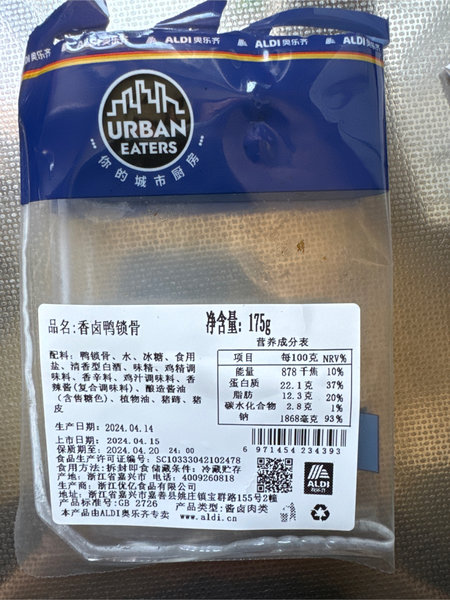 ALDI奥乐齐
ALDI奥乐齐
URBAN
EATERS
你的城市厨房
品名:香卤鸭锁骨
净含量: 175g
配料: 鸭锁骨、水、冰糖、食用
盐、清香型白酒、味精、鸡精调
味料、香辛料、鸡汁调味料、香
辣酱(复合调味料)、酿造酱油
(含焦糖色)、植物油、猪蹄、猪
皮
营养成分表
项目 每100克 NRV%
能量 878 千焦 10%
蛋白质 22.1 克 37%
脂肪 12.3 克 20%
碳水化合物 2.8 克 1%
钠 1868毫克 93%
生产日期: 2024.04.14
上市日期: 2024.04.15
保质期至: 2024.04.20 24: 00
食品生产许可证编号: SC10333042102478
食用方法: 拆封即食 储藏条件: 冷藏贮存
产地: 浙江省嘉兴市 电话: 4009260818
生产商: 浙江优亿食品有限公司
地址: 浙江省嘉兴市嘉善县姚庄镇宝群路155号2幢
产品标准号: GB 2726 产品类型: 酱卤肉类
本产品由ALDI奥乐齐专卖 www.aldi.cn
6 971454 234393
ALDI
奥乐齐